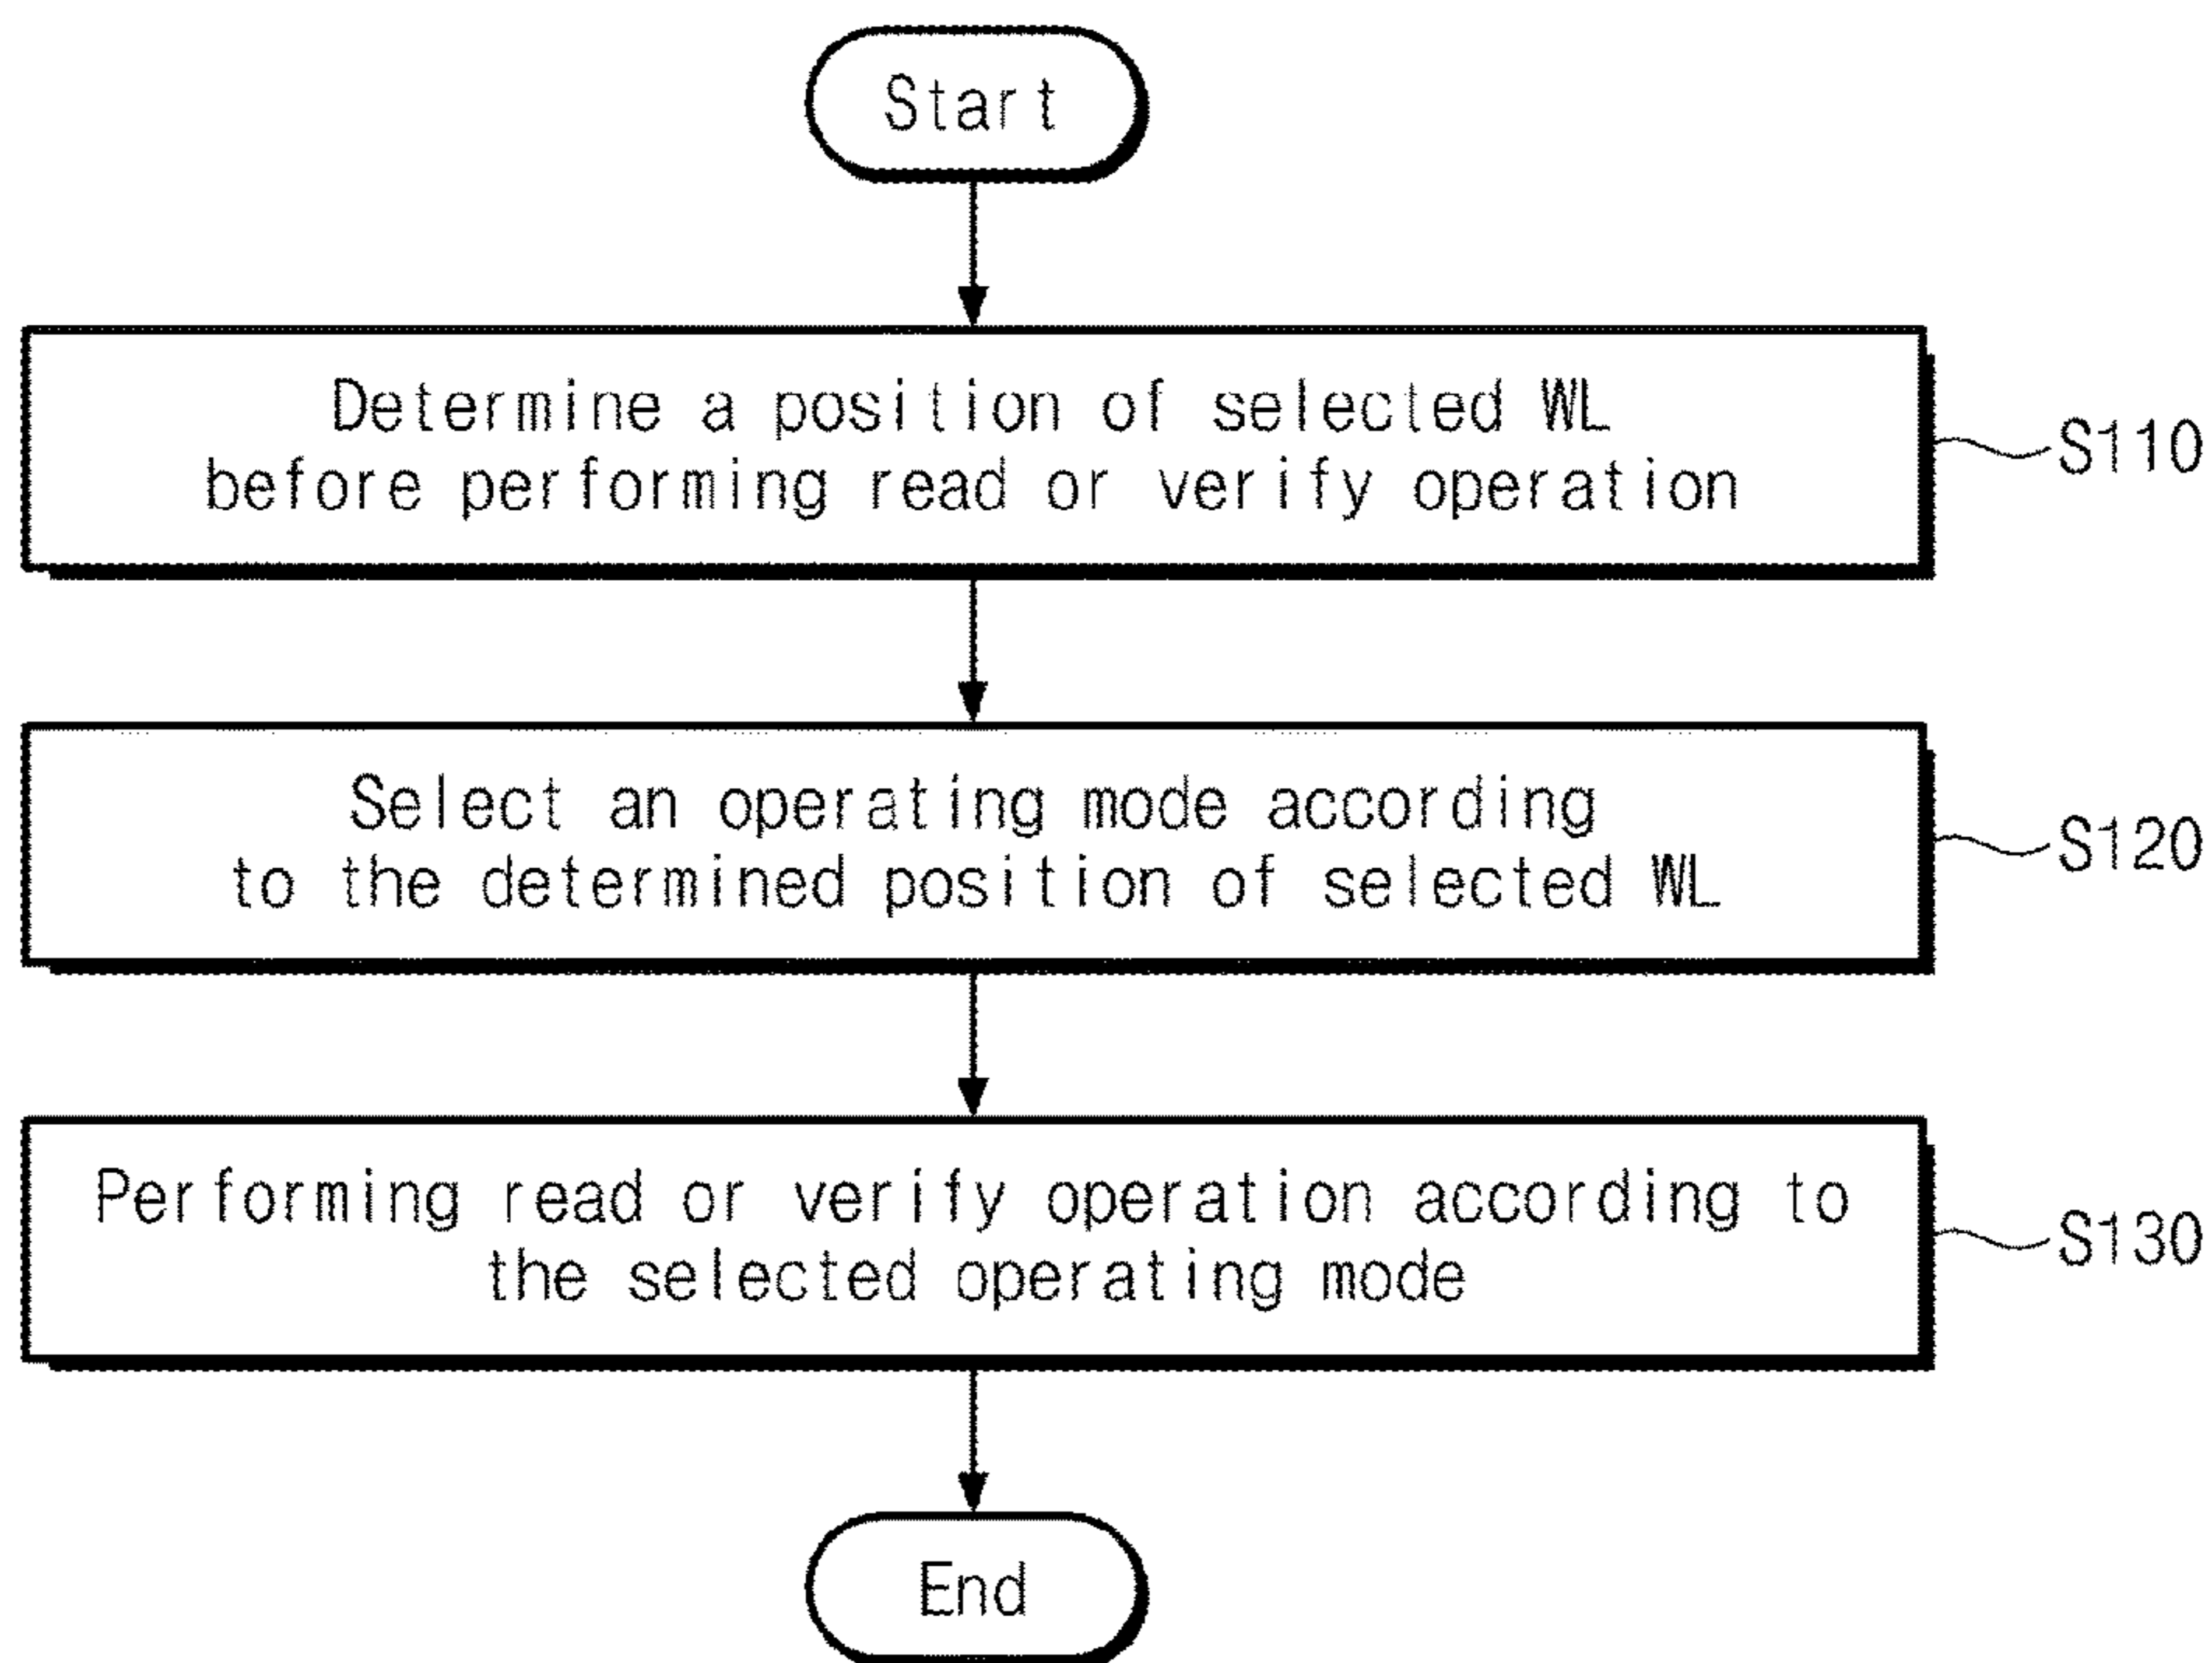 Start
Determine a position of selected WL
before performing read or verify operation
S110
Select an operating mode according
to the determined position of selected WL
S120
Performing read or verify operation according to
the selected operating mode
S130
End